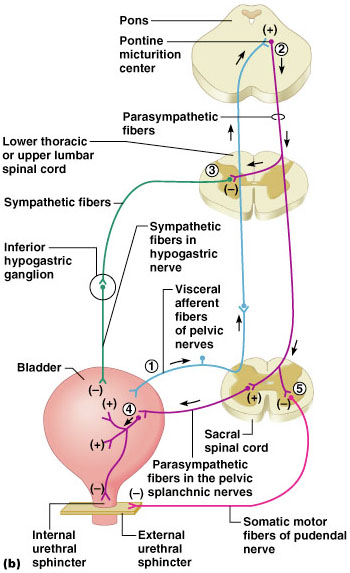 Pons
Pontine
micturition
center
(+)
2
Parasympathetic
fibers
Lower thoracic
or upper lumbar
spinal cord
3
(–)
Sympathetic fibers
Sympathetic
fibers in
hypogastric
nerve
Inferior
hypogastric
ganglion
Visceral
afferent
fibers
of pelvic
nerves
1
Bladder
(–)
(+)
4
(+)
(–)
5
(+)
(–)
Sacral
spinal cord
Parasympathetic
fibers in the pelvic
splanchnic nerves
(–)
Internal
urethral
sphincter
External
urethral
sphincter
Somatic motor
fibers of pudendal
nerve
(b)